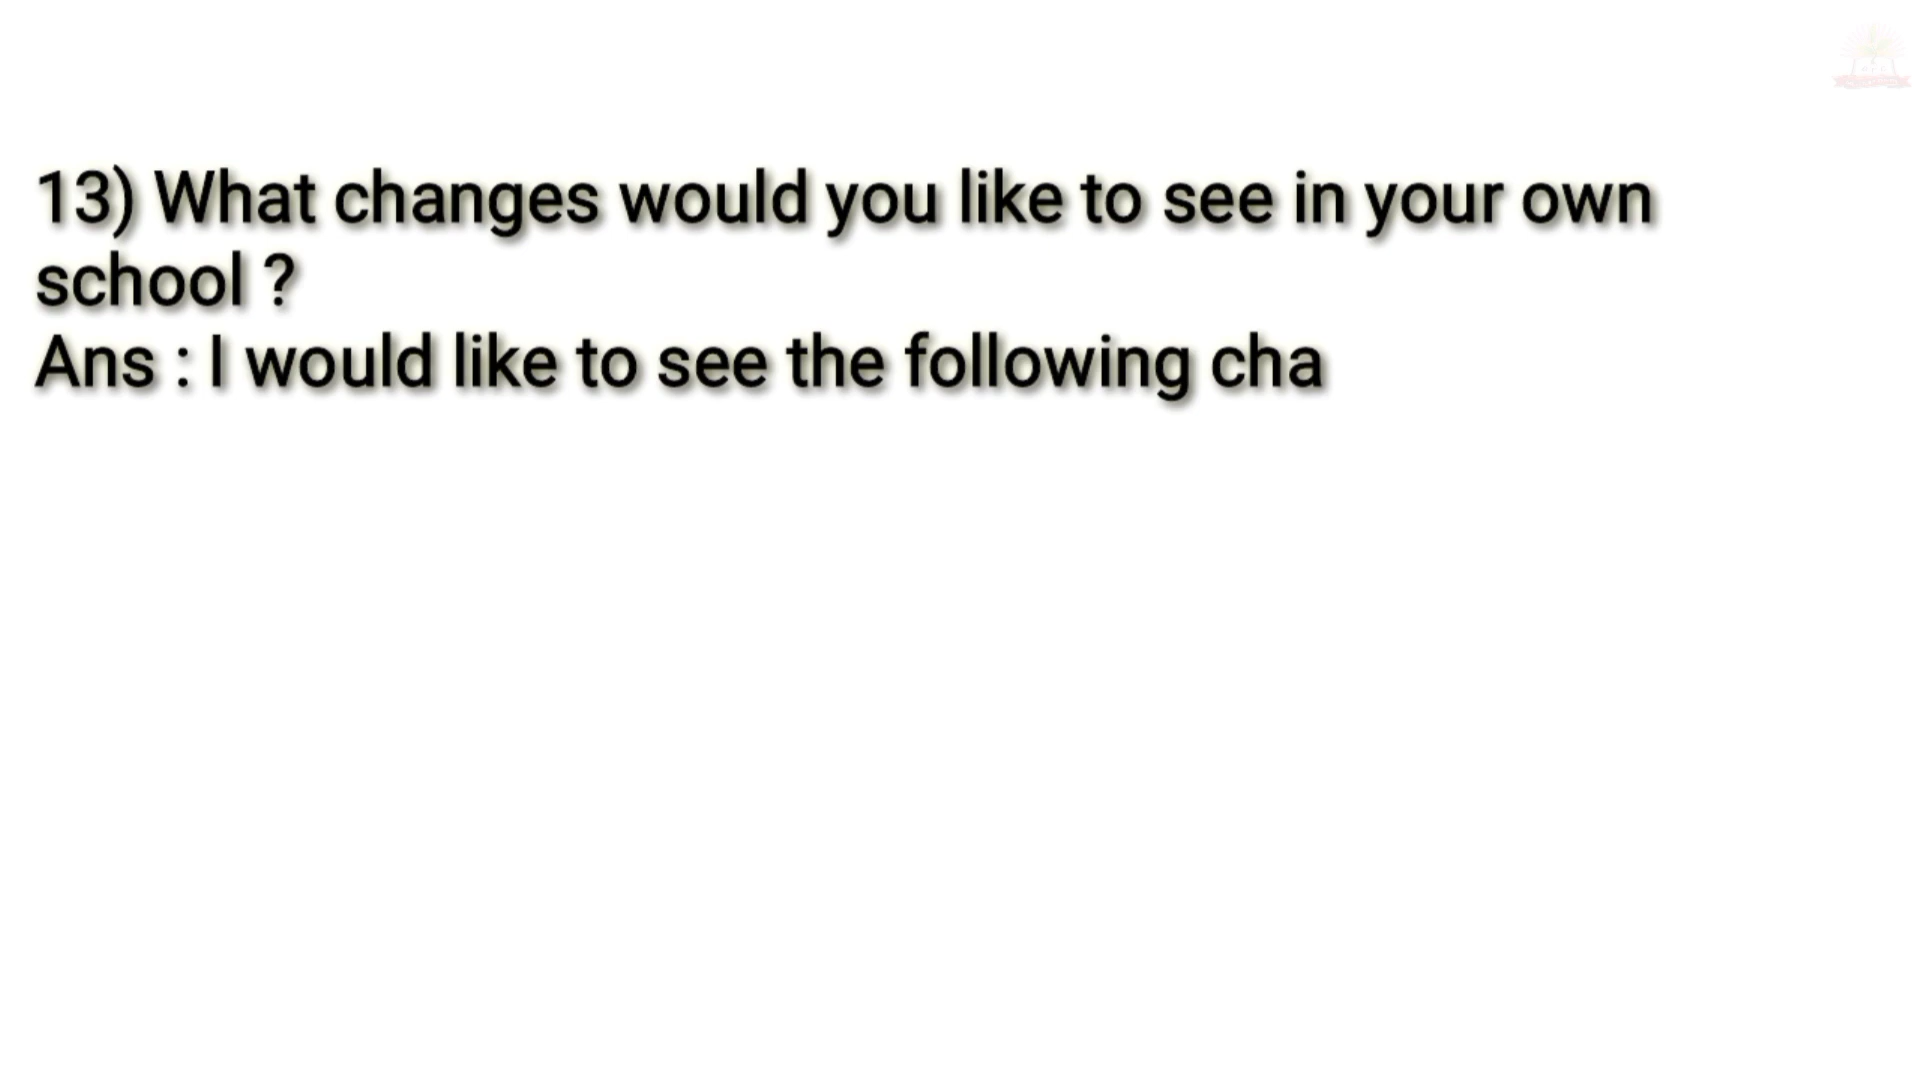 13) What changes would you like to see in your own
school ?
Ans : I would like to see the following cha